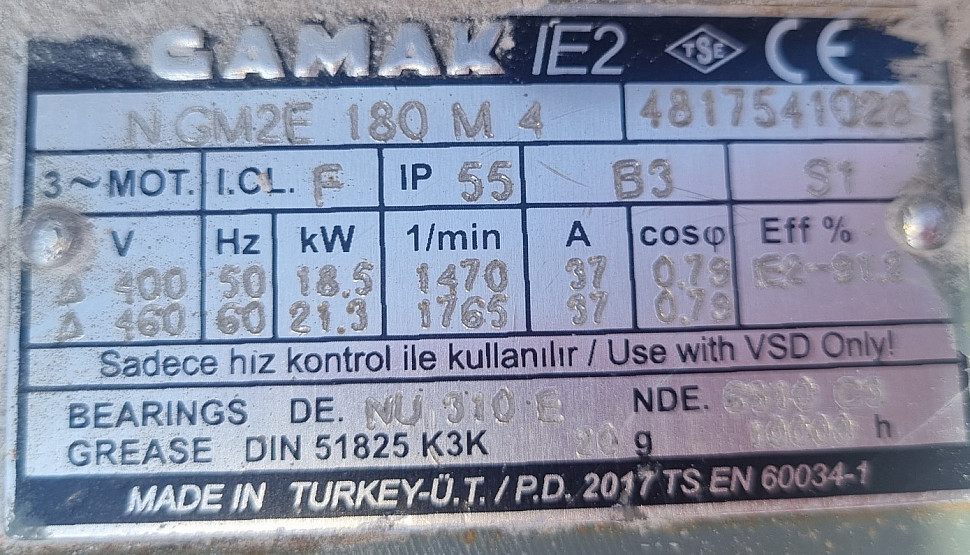 GAMAK IE2 TSE CE
NGM2E 180 M 4 4817541028
3~MOT. I.CL. F IP 55 B3 S1
V Hz kW 1/min A cosφ Eff %
Δ 400 50 18.5 1470 37 0.79 IE2-91.2
Δ 460 60 21.3 1765 37 0.79
Sadece hız kontrol ile kullanılır / Use with VSD Only!
BEARINGS DE. NU 310 E NDE. 6310 C3
GREASE DIN 51825 K3K 20 g h
MADE IN TURKEY-Ü.T. / P.D. 2017 TS EN 60034-1